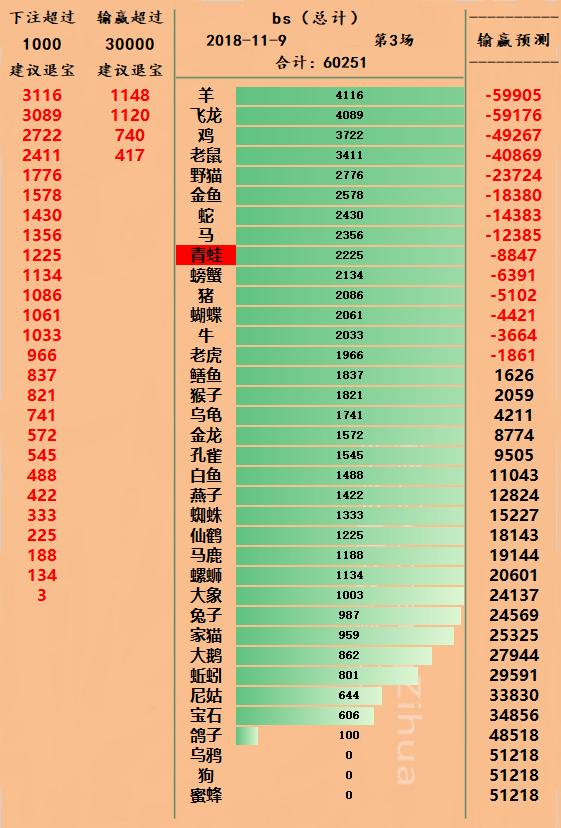 下注超过 输赢超过 bs（总计） ----------
1000 30000 2018-11-9 第3场 输赢预测
建议退宝 建议退宝 合计：60251 ----------
3116 1148 羊 4116 -59905
3089 1120 飞龙 4089 -59176
2722 740 鸡 3722 -49267
2411 417 老鼠 3411 -40869
1776 野猫 2776 -23724
1578 金鱼 2578 -18380
1430 蛇 2430 -14383
1356 马 2356 -12385
1225 青蛙 2225 -8847
1134 螃蟹 2134 -6391
1086 猪 2086 -5102
1061 蝴蝶 2061 -4421
1033 牛 2033 -3664
966 老虎 1966 -1861
837 鳝鱼 1837 1626
821 猴子 1821 2059
741 乌龟 1741 4211
572 金龙 1572 8774
545 孔雀 1545 9505
488 白鱼 1488 11043
422 燕子 1422 12824
333 蜘蛛 1333 15227
225 仙鹤 1225 18143
188 马鹿 1188 19144
134 螺蛳 1134 20601
3 大象 1003 24137
兔子 987 24569
家猫 959 25325
大鹅 862 27944
蚯蚓 801 29591
尼姑 644 33830
宝石 606 34856
鸽子 100 48518
乌鸦 0 51218
狗 0 51218
蜜蜂 0 51218
zihua